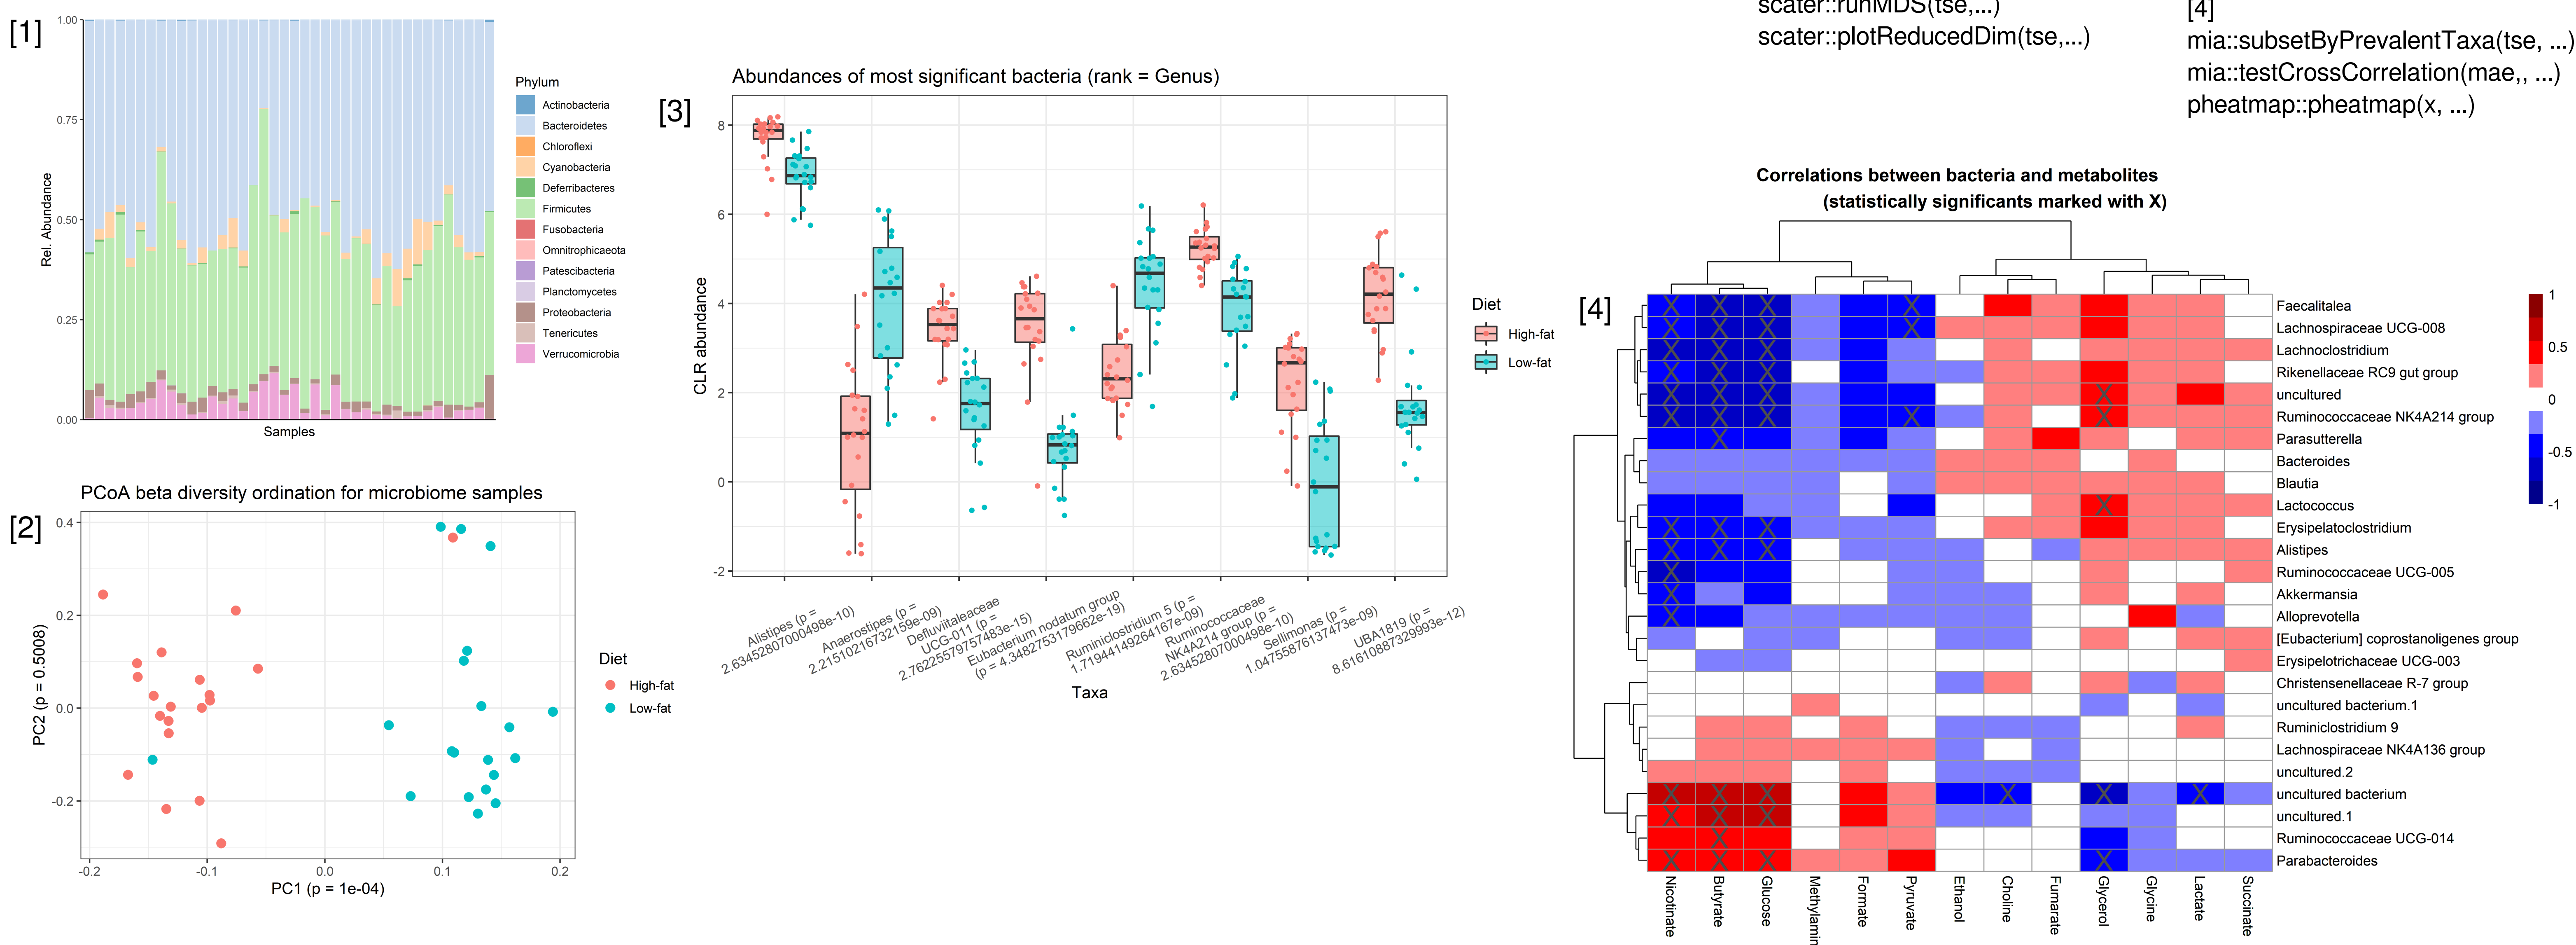 [1]
1.00
0.75
0.50
0.25
0.00
Rel. Abundance
Samples
Phylum
Actinobacteria
Bacteroidetes
Chloroflexi
Cyanobacteria
Deferribacteres
Firmicutes
Fusobacteria
Omnitrophicaeota
Patescibacteria
Planctomycetes
Proteobacteria
Tenericutes
Verrucomicrobia
PCoA beta diversity ordination for microbiome samples
[2]
0.4
0.2
0.0
-0.2
PC2 (p = 0.5008)
-0.2
-0.1
0.0
0.1
0.2
PC1 (p = 1e-04)
Diet
High-fat
Low-fat
Abundances of most significant bacteria (rank = Genus)
[3]
8
6
4
2
0
-2
CLR abundance
Alistipes (p =
2.63452807000498e-10)
Anaerostipes (p =
2.21510216732159e-09)
Defluviitaleaceae
UCG-011 (p =
2.76225579757483e-15)
Eubacterium nodatum group
(p = 4.3482753179662e-19)
Ruminiclostridium 5 (p =
1.71944149264167e-09)
Ruminococcaceae
NK4A214 group (p =
2.63452807000498e-10)
Sellimonas (p =
1.04755876137473e-09)
UBA1819 (p =
8.61610887329993e-12)
Taxa
Diet
High-fat
Low-fat
scater::runMDS(tse,...)
scater::plotReducedDim(tse,...)
[4]
mia::subsetByPrevalentTaxa(tse, ...)
mia::testCrossCorrelation(mae,, ...)
pheatmap::pheatmap(x, ...)
Correlations between bacteria and metabolites
(statistically significants marked with X)
[4]
Faecalitalea
Lachnospiraceae UCG-008
Lachnoclostridium
Rikenellaceae RC9 gut group
uncultured
Ruminococcaceae NK4A214 group
Parasutterella
Bacteroides
Blautia
Lactococcus
Erysipelatoclostridium
Alistipes
Ruminococcaceae UCG-005
Akkermansia
Alloprevotella
[Eubacterium] coprostanoligenes group
Erysipelotrichaceae UCG-003
Christensenellaceae R-7 group
uncultured bacterium.1
Ruminiclostridium 9
Lachnospiraceae NK4A136 group
uncultured.2
uncultured bacterium
uncultured.1
Ruminococcaceae UCG-014
Parabacteroides
Nicotinate
Butyrate
Glucose
Methylamin
Formate
Pyruvate
Ethanol
Choline
Fumarate
Glycerol
Glycine
Lactate
Succinate
1
0.5
0
-0.5
-1